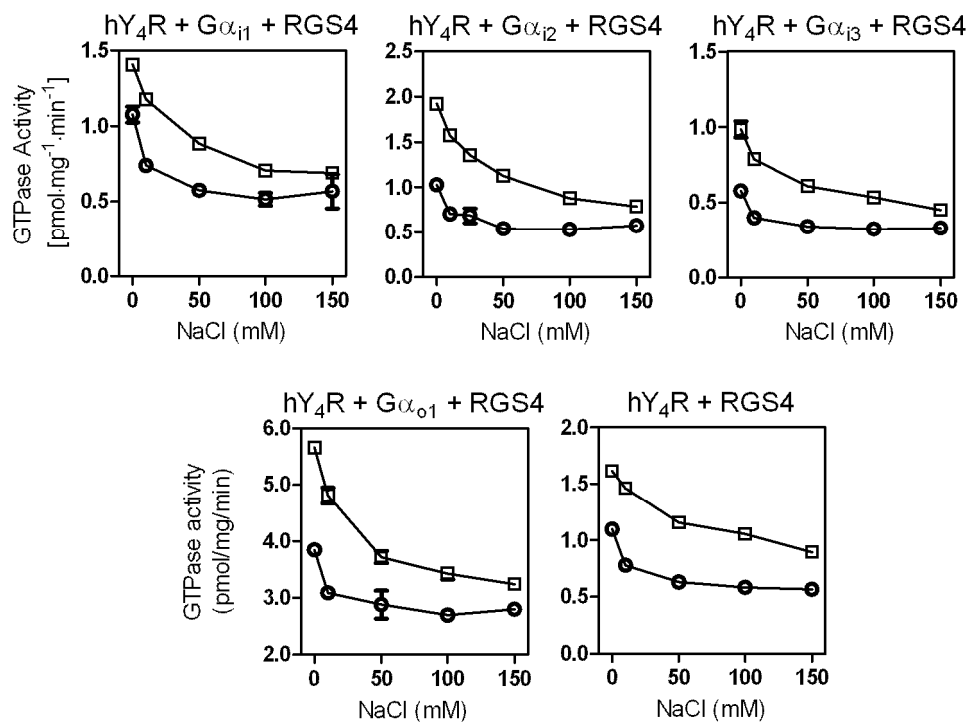 hY₄R + Gα_i1 + RGS4
hY₄R + Gα_i2 + RGS4
hY₄R + Gα_i3 + RGS4
GTPase Activity
[pmol·mg⁻¹·min⁻¹]
1.5
1.0
0.5
0.0
0 50 100 150
NaCl (mM)
2.5
2.0
1.5
1.0
0.5
0.0
0 50 100 150
NaCl (mM)
1.5
1.0
0.5
0.0
0 50 100 150
NaCl (mM)
hY₄R + Gα_o1 + RGS4
hY₄R + RGS4
GTPase activity
(pmol/mg/min)
6.0
5.0
4.0
3.0
2.0
0 50 100 150
NaCl (mM)
2.0
1.5
1.0
0.5
0.0
0 50 100 150
NaCl (mM)